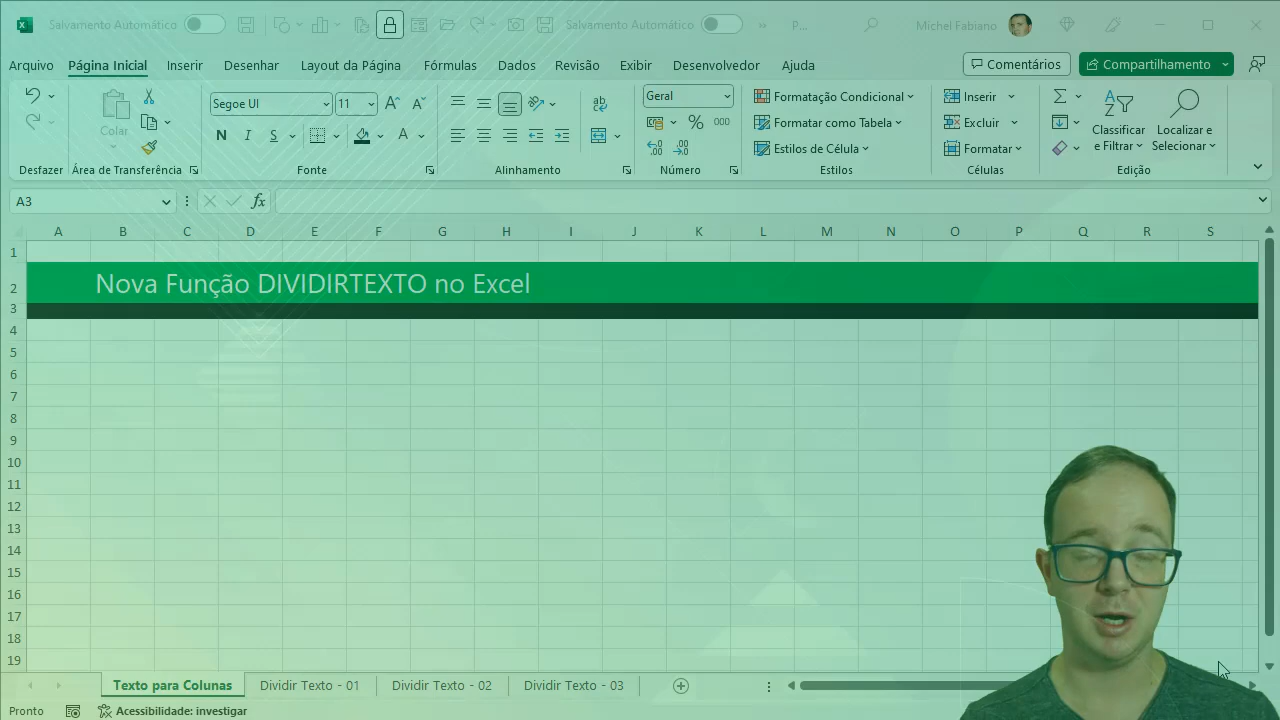 Salvamento Automático
Salvamento Automático
P...
Michel Fabiano
Arquivo Página Inicial Inserir Desenhar Layout da Página Fórmulas Dados Revisão Exibir Desenvolvedor Ajuda Comentários Compartilhamento
Colar
Segoe UI 11
N I S A
ab
Geral
% 000
Formatação Condicional
Formatar como Tabela
Estilos de Célula
Inserir
Excluir
Formatar
Classificar e Filtrar
Localizar e Selecionar
Desfazer Área de Transferência Fonte Alinhamento Número Estilos Células Edição
A3 fx
A B C D E F G H I J K L M N O P Q R S
1
2 Nova Função DIVIDIRTEXTO no Excel
3
4
5
6
7
8
9
10
11
12
13
14
15
16
17
18
19
Texto para Colunas Dividir Texto - 01 Dividir Texto - 02 Dividir Texto - 03
Pronto Acessibilidade: investigar